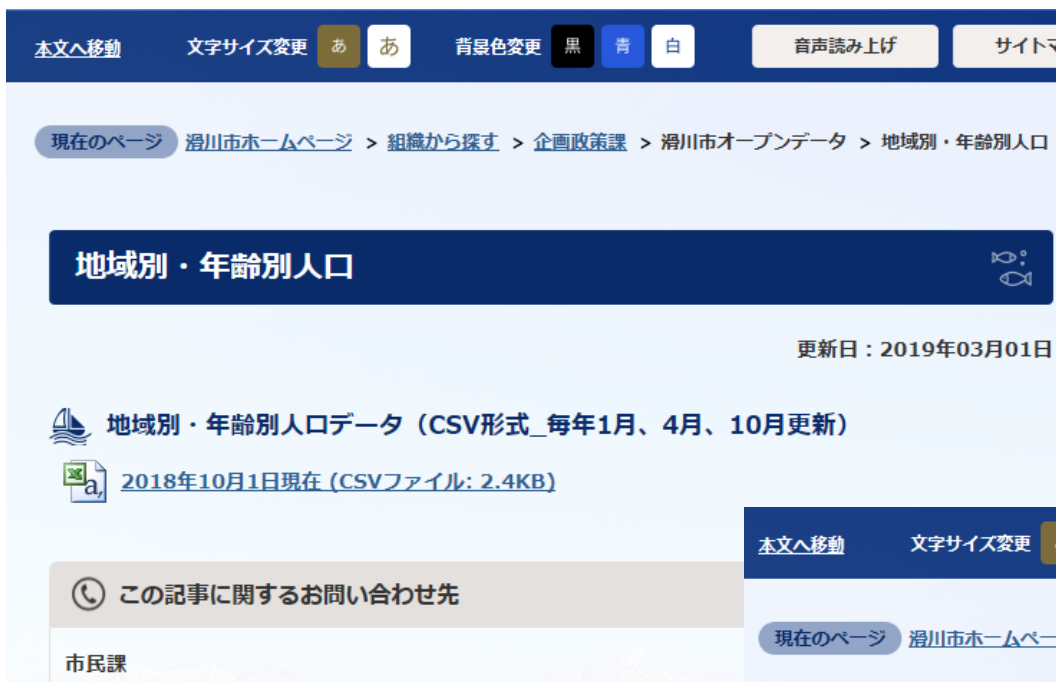 本文へ移動 文字サイズ変更 あ あ 背景色変更 黒 青 白 音声読み上げ サイト
現在のページ 滑川市ホームページ > 組織から探す > 企画政策課 > 滑川市オープンデータ > 地域別・年齢別人口
地域別・年齢別人口
更新日：2019年03月01日
地域別・年齢別人口データ（CSV形式_毎年1月、4月、10月更新）
2018年10月1日現在 (CSVファイル: 2.4KB)
この記事に関するお問い合わせ先
市民課
本文へ移動 文字サイズ変更
現在のページ 滑川市ホームペー